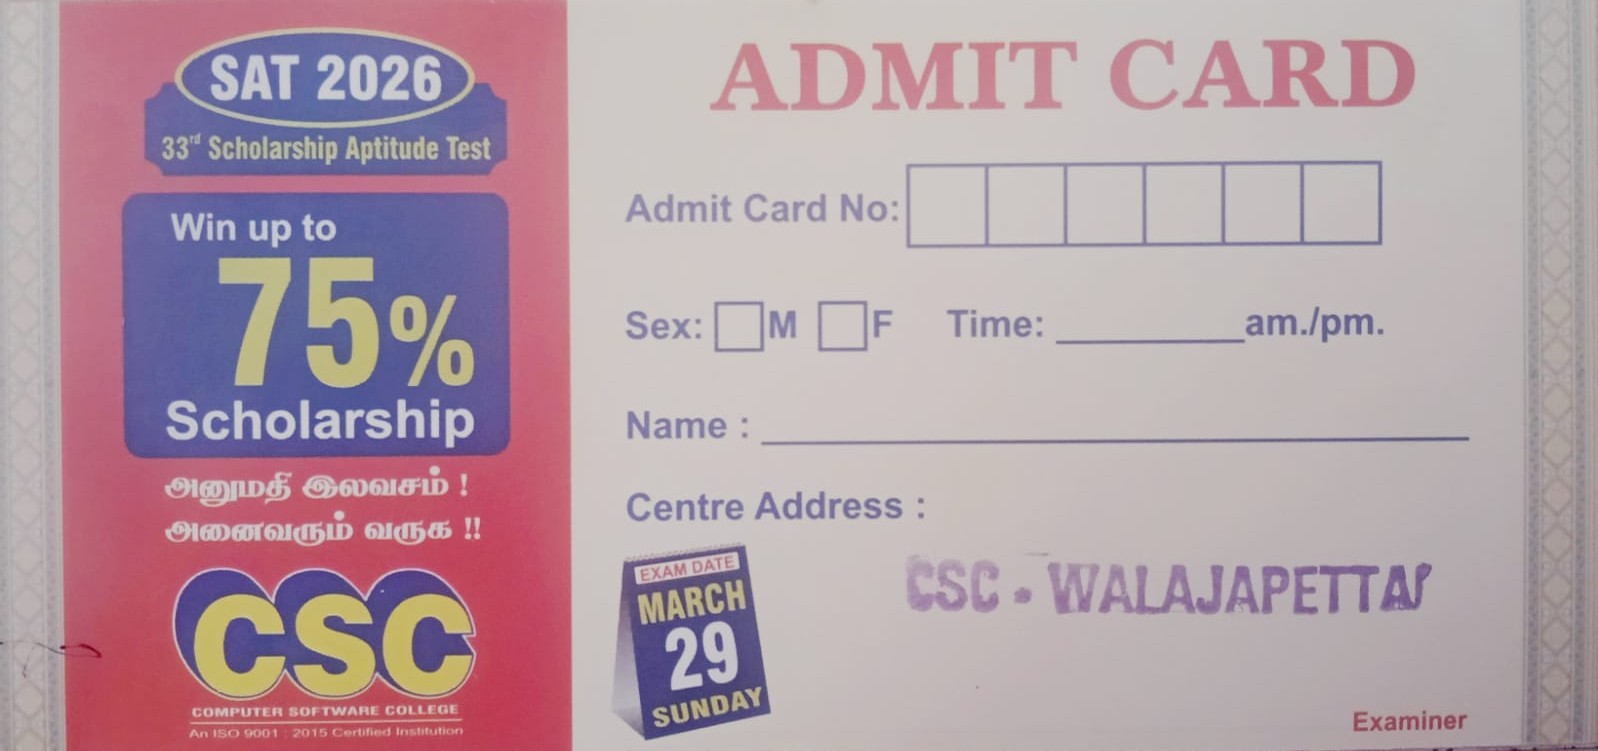 SAT 2026
33rd Scholarship Aptitude Test
Win up to
75%
Scholarship
அனுமதி இலவசம் !
அனைவரும் வருக !!
CSC
COMPUTER SOFTWARE COLLEGE
An ISO 9001 : 2015 Certified Institution
ADMIT CARD
Admit Card No:
Sex: M F Time: ________am./pm.
Name :
Centre Address :
CSC - WALAJAPETTAI
EXAM DATE
MARCH
29
SUNDAY
Examiner